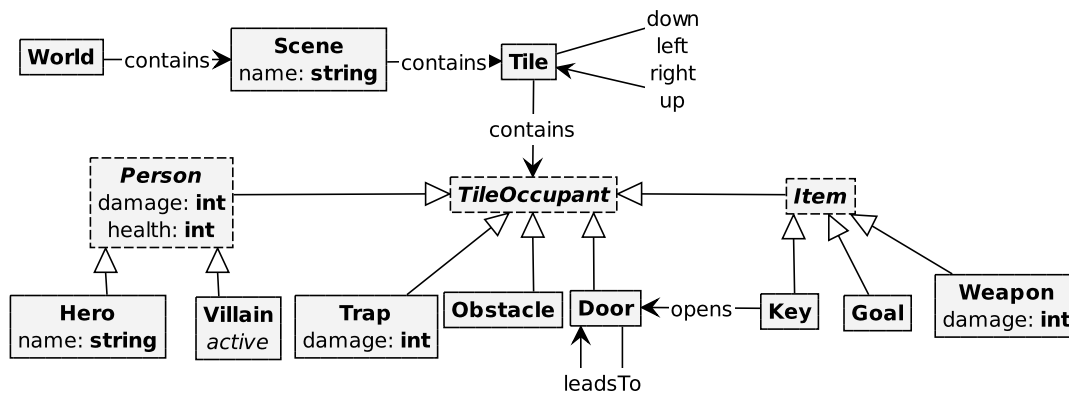 World
contains
Scene
name: string
contains
Tile
down
left
right
up
contains
Person
damage: int
health: int
TileOccupant
Item
Hero
name: string
Villain
active
Trap
damage: int
Obstacle
Door
opens
Key
Goal
Weapon
damage: int
leadsTo